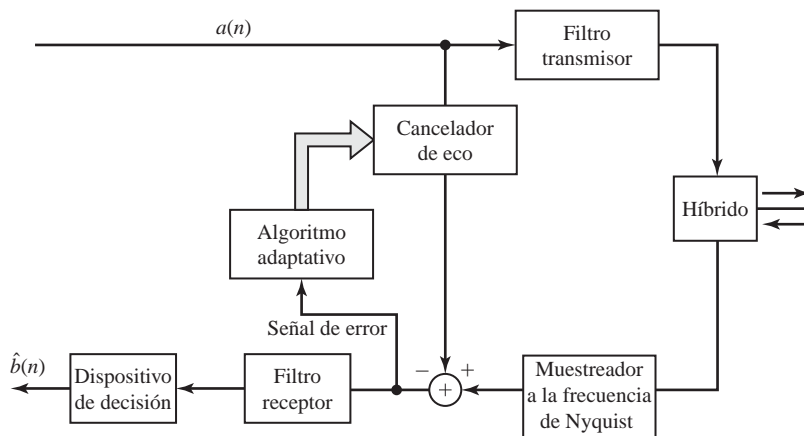 a(n)
Filtro
transmisor
Cancelador
de eco
Híbrido
Algoritmo
adaptativo
Señal de error
b̂(n)
Dispositivo
de decisión
Filtro
receptor
−
+
+
Muestreador
a la frecuencia
de Nyquist